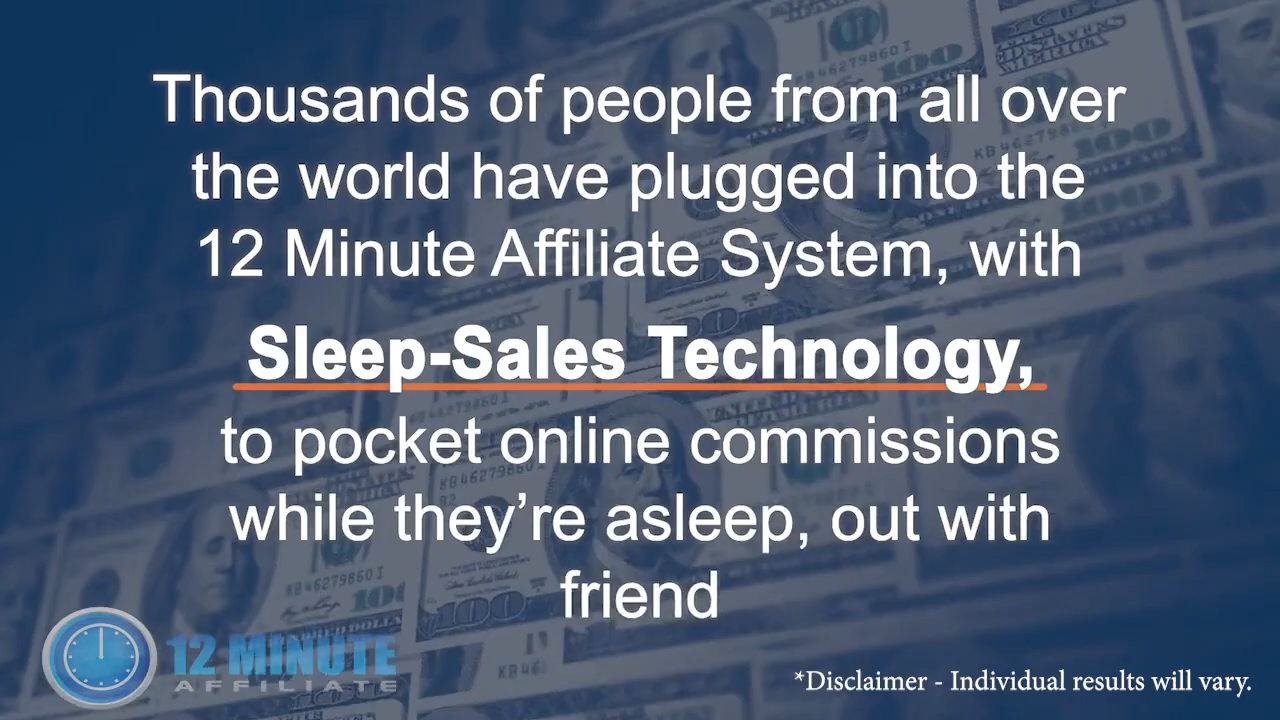 Thousands of people from all over
the world have plugged into the
12 Minute Affiliate System, with
Sleep-Sales Technology,
to pocket online commissions
while they’re asleep, out with
friend
12 MINUTE
AFFILIATE
*Disclaimer - Individual results will vary.